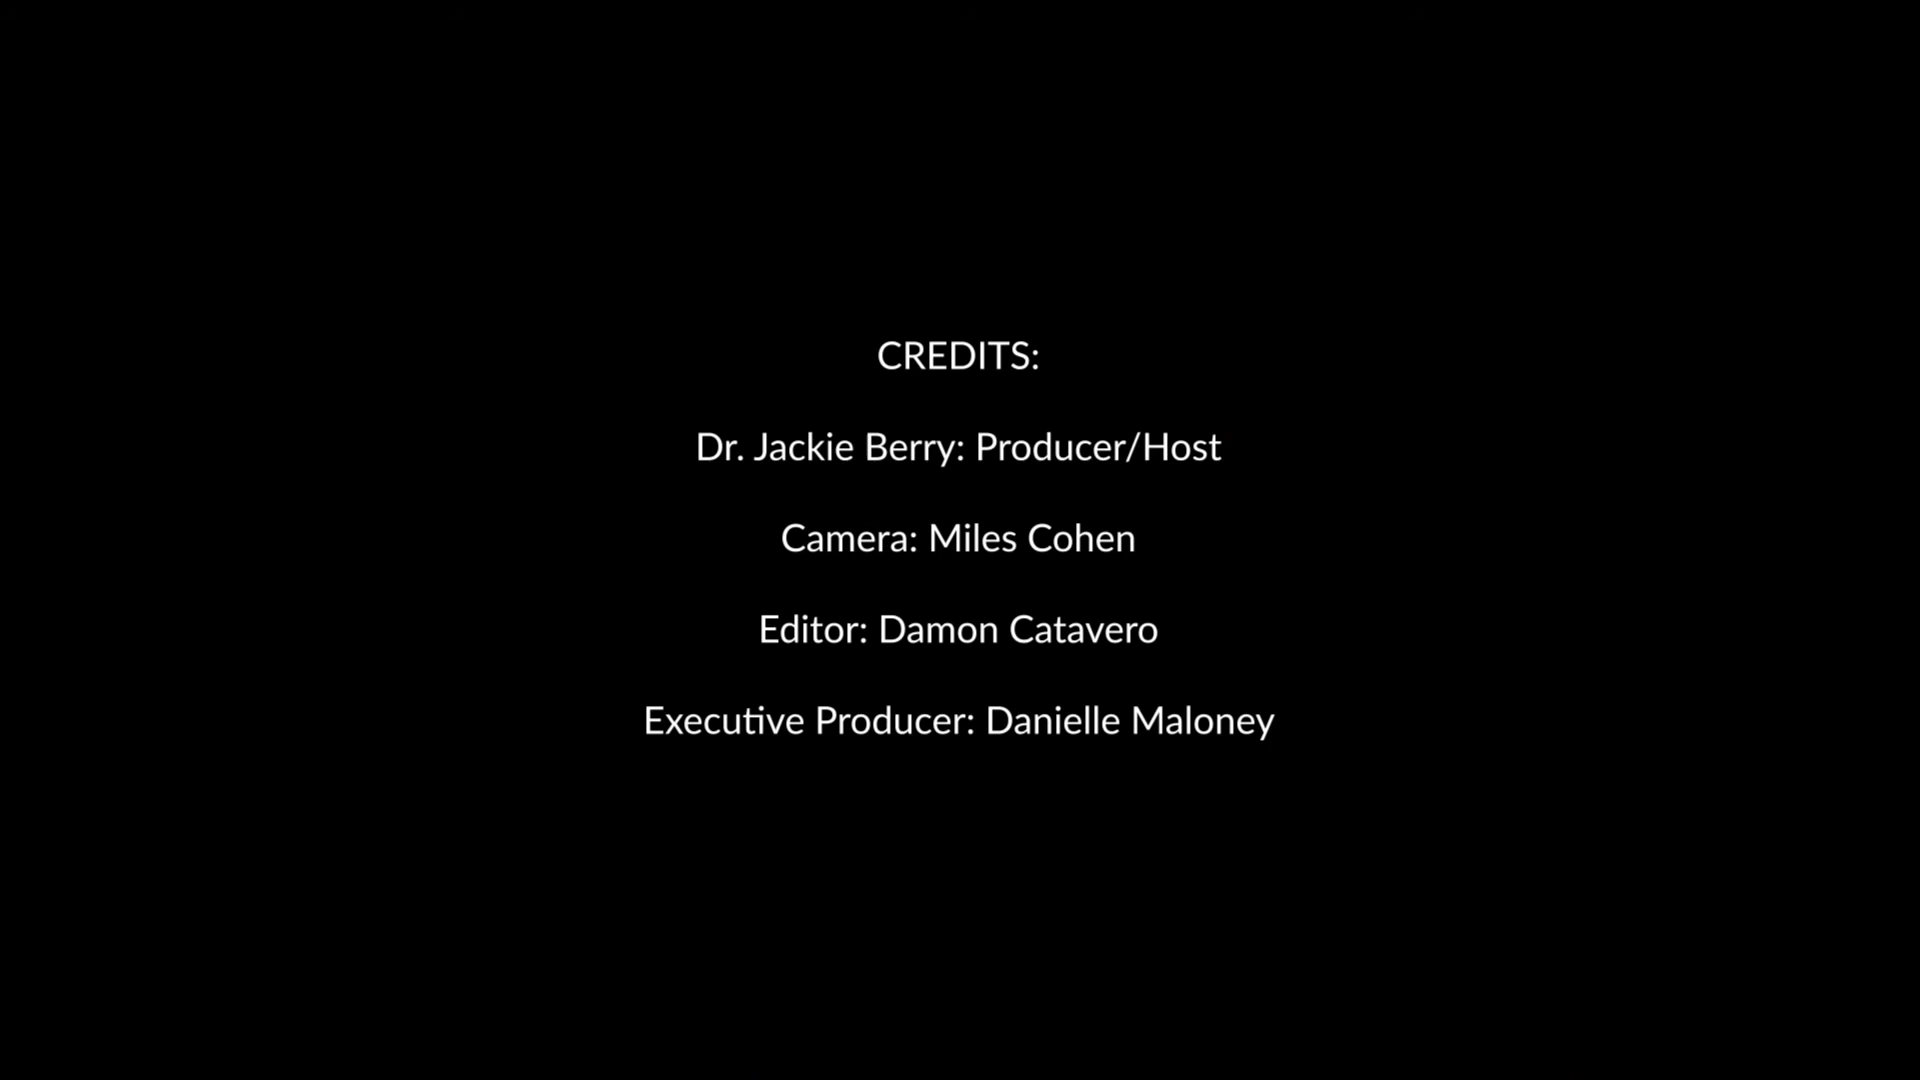 CREDITS:
Dr. Jackie Berry: Producer/Host
Camera: Miles Cohen
Editor: Damon Catavero
Executive Producer: Danielle Maloney